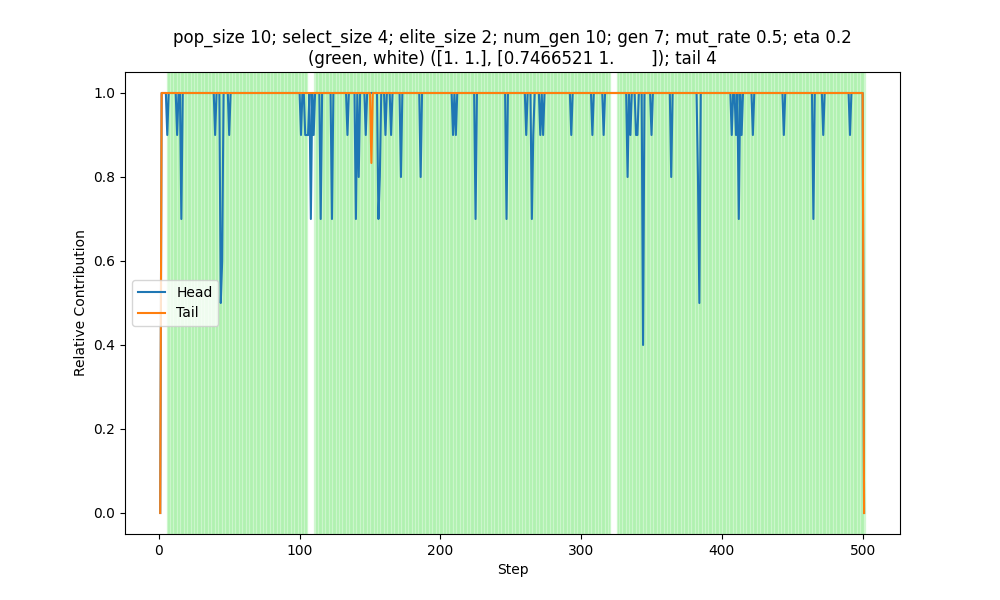 pop_size 10; select_size 4; elite_size 2; num_gen 10; gen 7; mut_rate 0.5; eta 0.2
(green, white) ([1. 1.], [0.7466521 1.        ]); tail 4
1.0
0.8
0.6
0.4
0.2
0.0
Relative Contribution
Head
Tail
0
100
200
300
400
500
Step